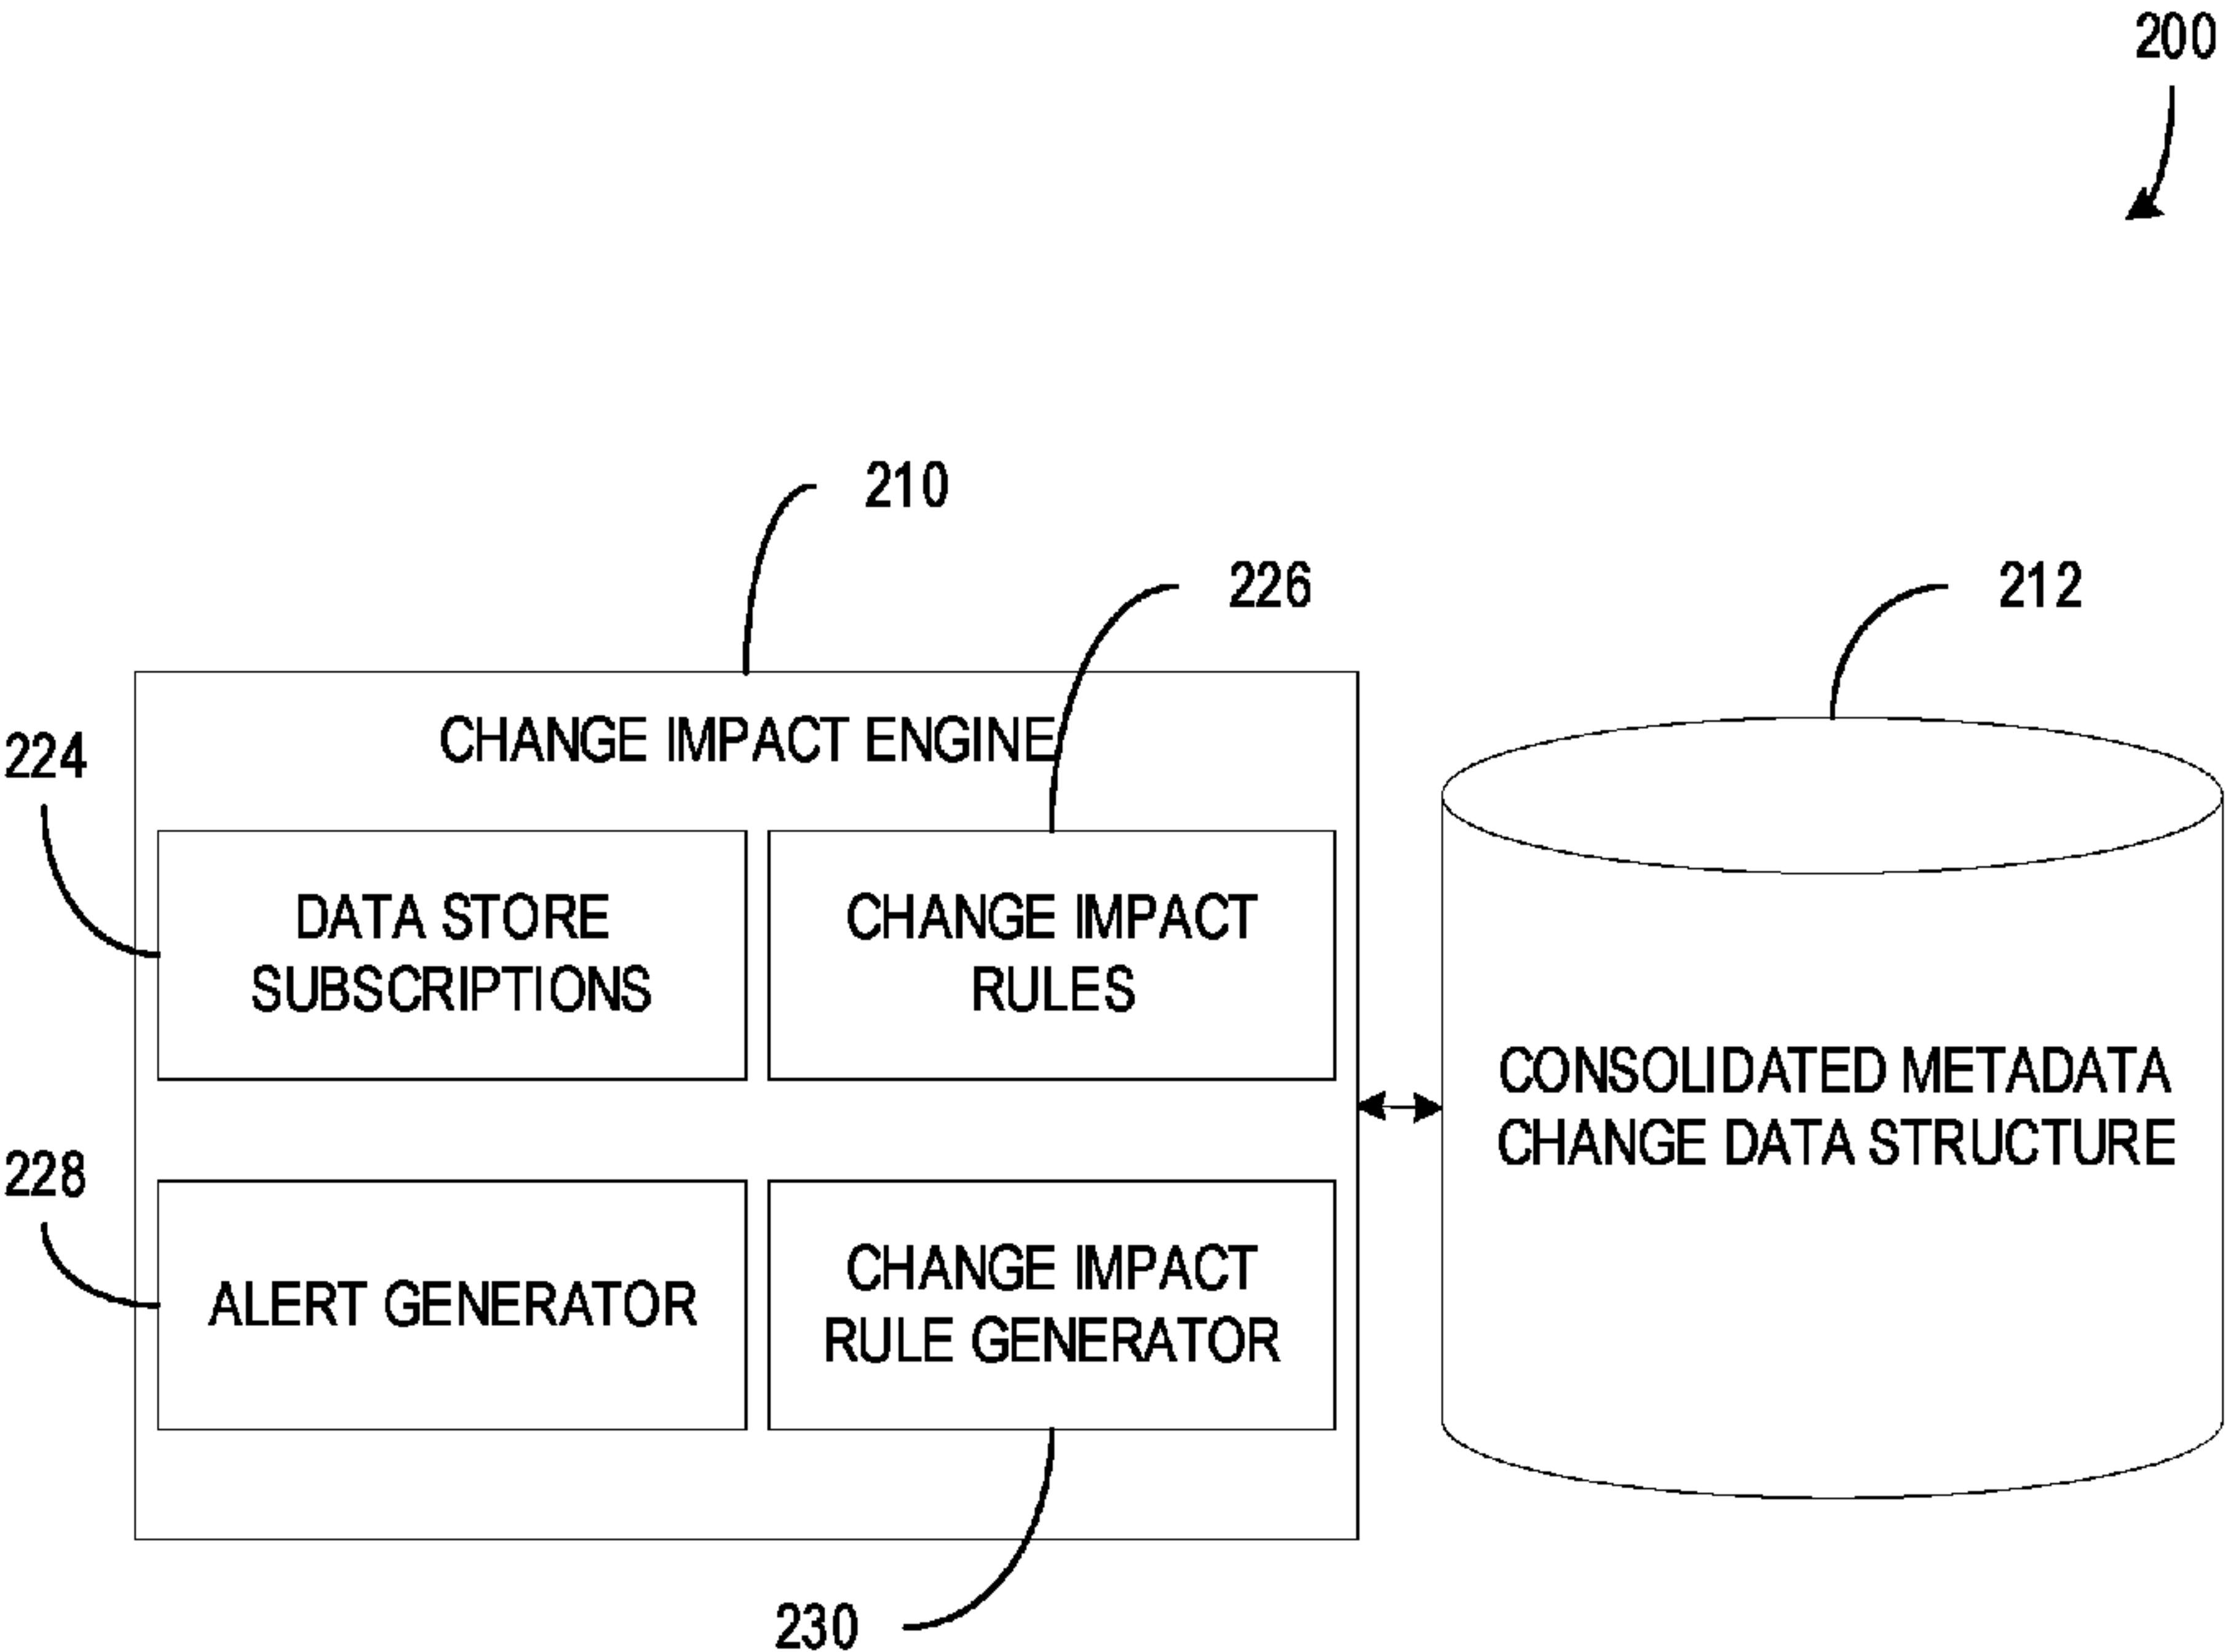 200
210
226
212
CHANGE IMPACT ENGINE
224
DATA STORE
SUBSCRIPTIONS
CHANGE IMPACT
RULES
CONSOLIDATED METADATA
CHANGE DATA STRUCTURE
228
ALERT GENERATOR
CHANGE IMPACT
RULE GENERATOR
230